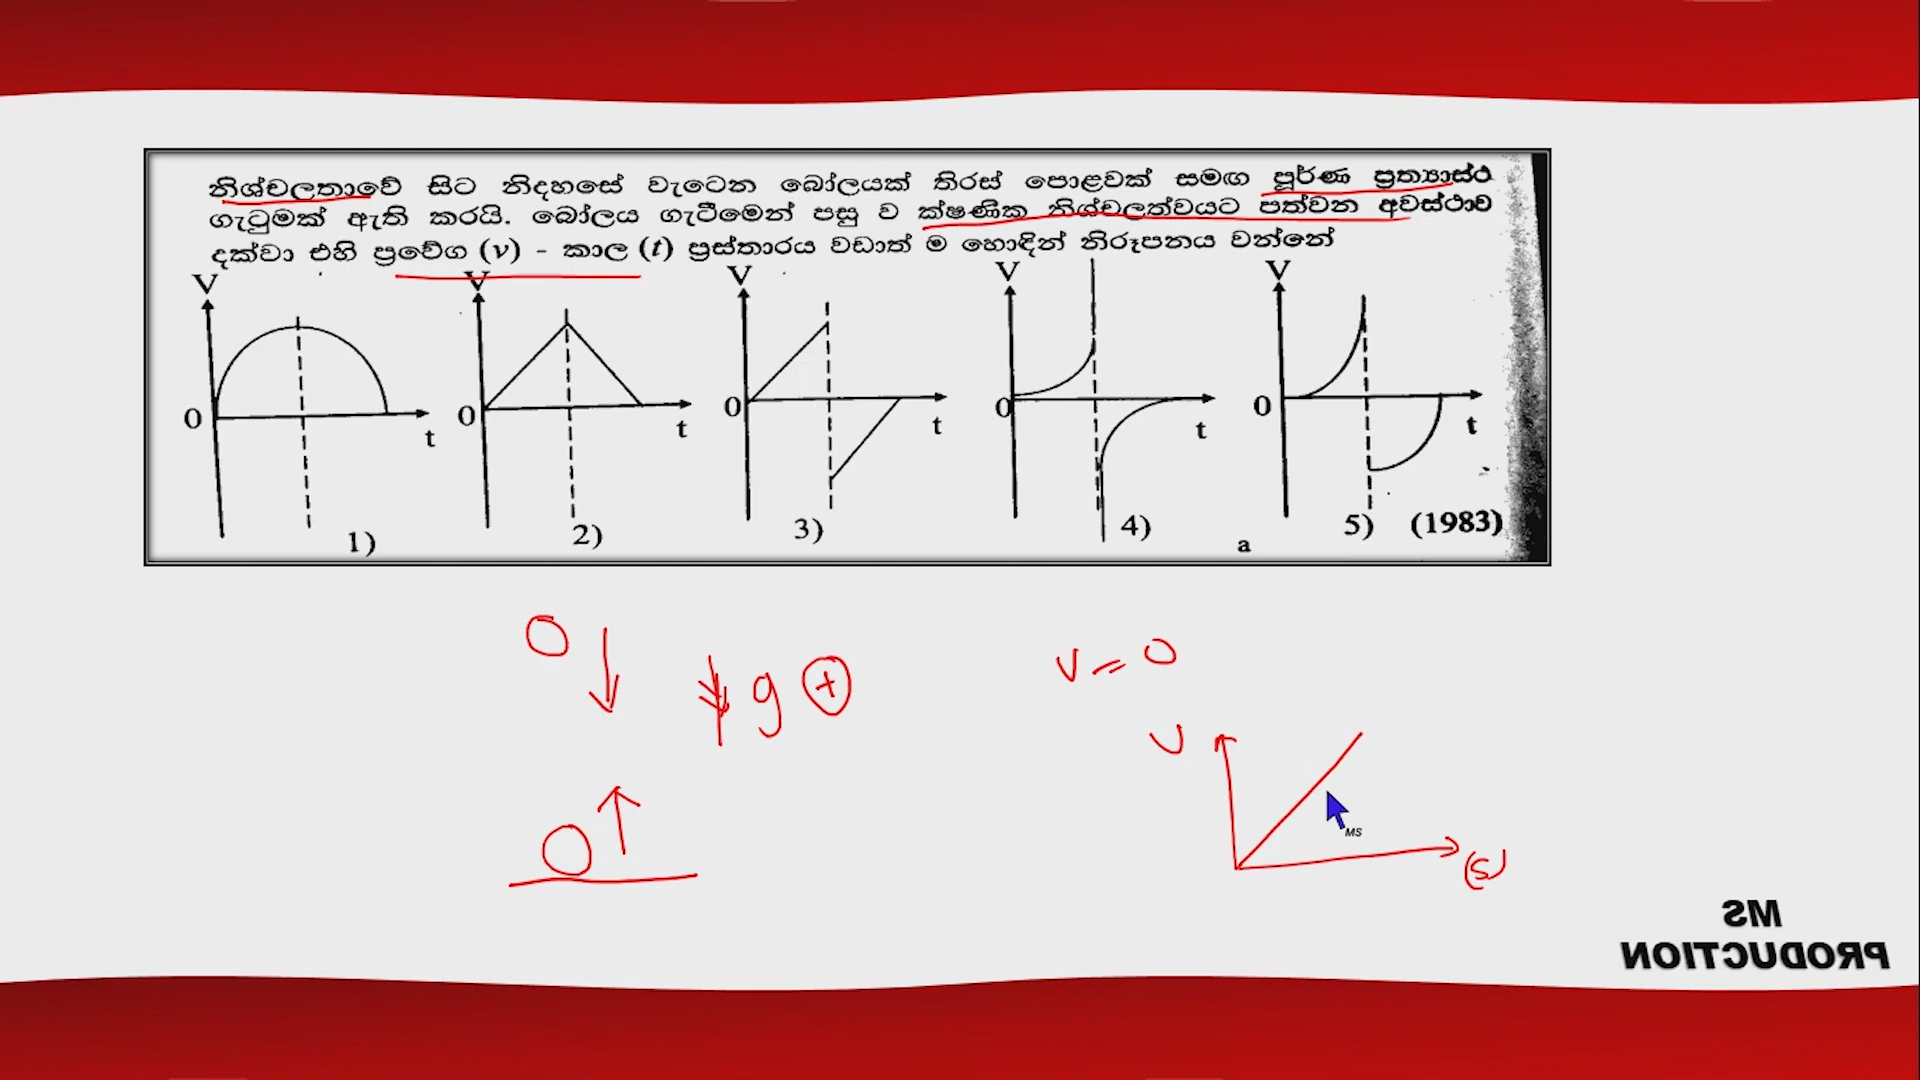 නිශ්චලතාවේ සිට නිදහසේ වැටෙන බෝලයක් තිරස් පොළවක් සමඟ පූර්ණ ප්‍රත්‍යාස්ථ
ගැටුමක් ඇති කරයි. බෝලය ගැටීමෙන් පසු ව ක්ෂණික නිශ්චලත්වයට පත්වන අවස්ථාව
දක්වා එහි ප්‍රවේග (v) - කාල (t) ප්‍රස්තාරය වඩාත් ම හොඳින් නිරූපනය වන්නේ
V V V V V
0 0 0 0 0
t t t t t
1) 2) 3) 4) 5) (1983)
a
g +
v = 0
v
(s)
MS
MS
PRODUCTION